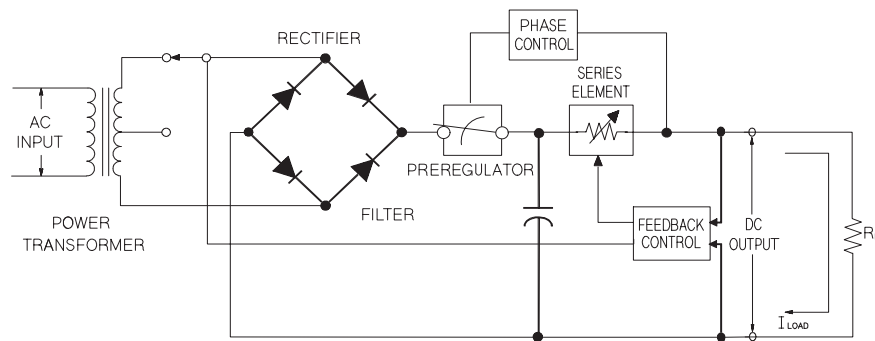 PHASE
CONTROL
RECTIFIER
SERIES
ELEMENT
AC
INPUT
PREREGULATOR
POWER
TRANSFORMER
FILTER
FEEDBACK
CONTROL
DC
OUTPUT
R
I LOAD